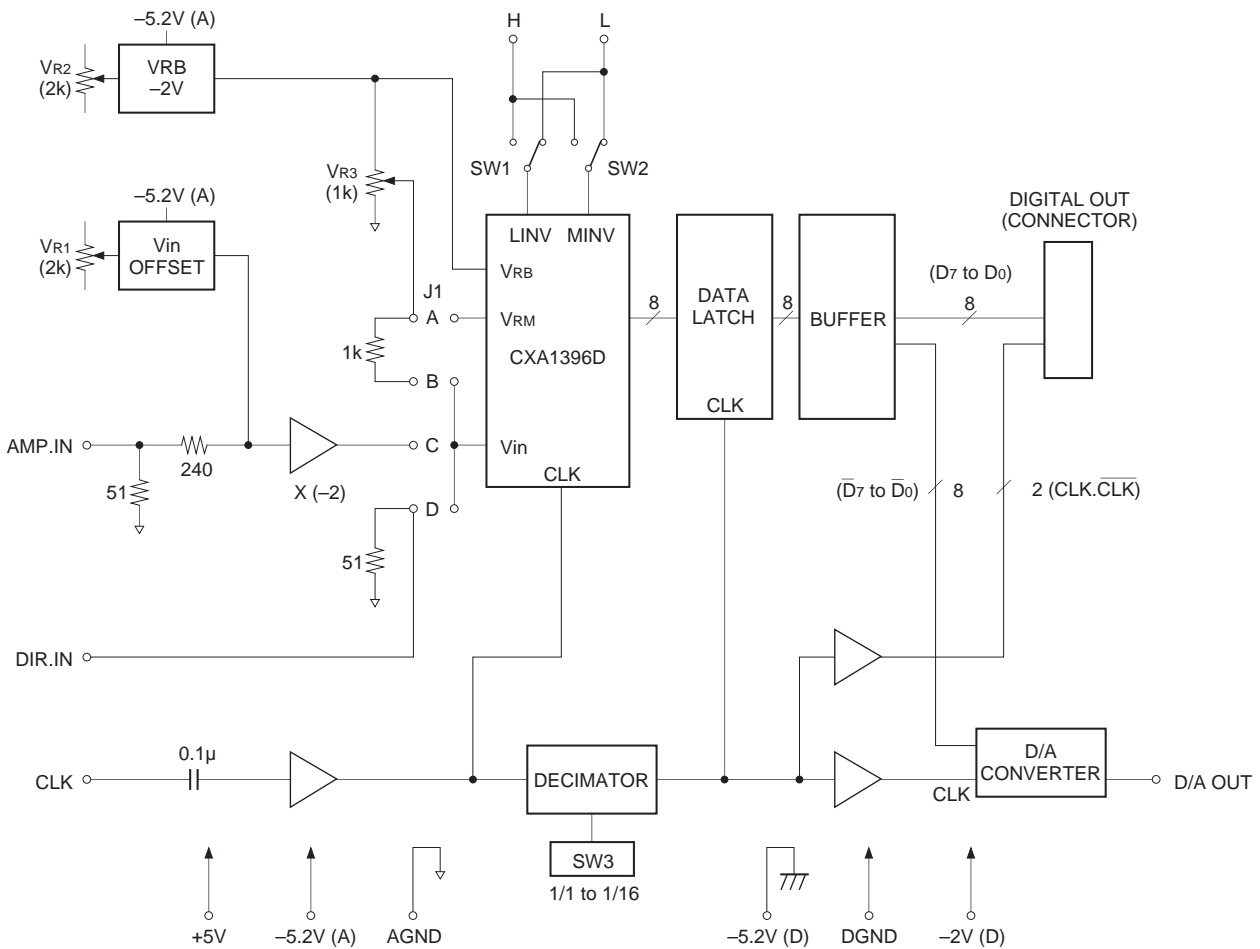 –5.2V (A)
H
L
VR2
(2k)
VRB
–2V
VR3
(1k)
SW1
SW2
–5.2V (A)
VR1
(2k)
Vin
OFFSET
DIGITAL OUT
(CONNECTOR)
LINV
MINV
VRB
J1
A
VRM
1k
CXA1396D
B
8
DATA
LATCH
8
BUFFER
(D7 to D0)
8
CLK
AMP.IN
240
C
Vin
51
X (–2)
CLK
D
51
(D̅7 to D̅0)
8
2 (CLK.C̅L̅K̅)
DIR.IN
CLK
0.1µ
DECIMATOR
D/A
CONVERTER
CLK
D/A OUT
SW3
1/1 to 1/16
+5V
–5.2V (A)
AGND
–5.2V (D)
DGND
–2V (D)